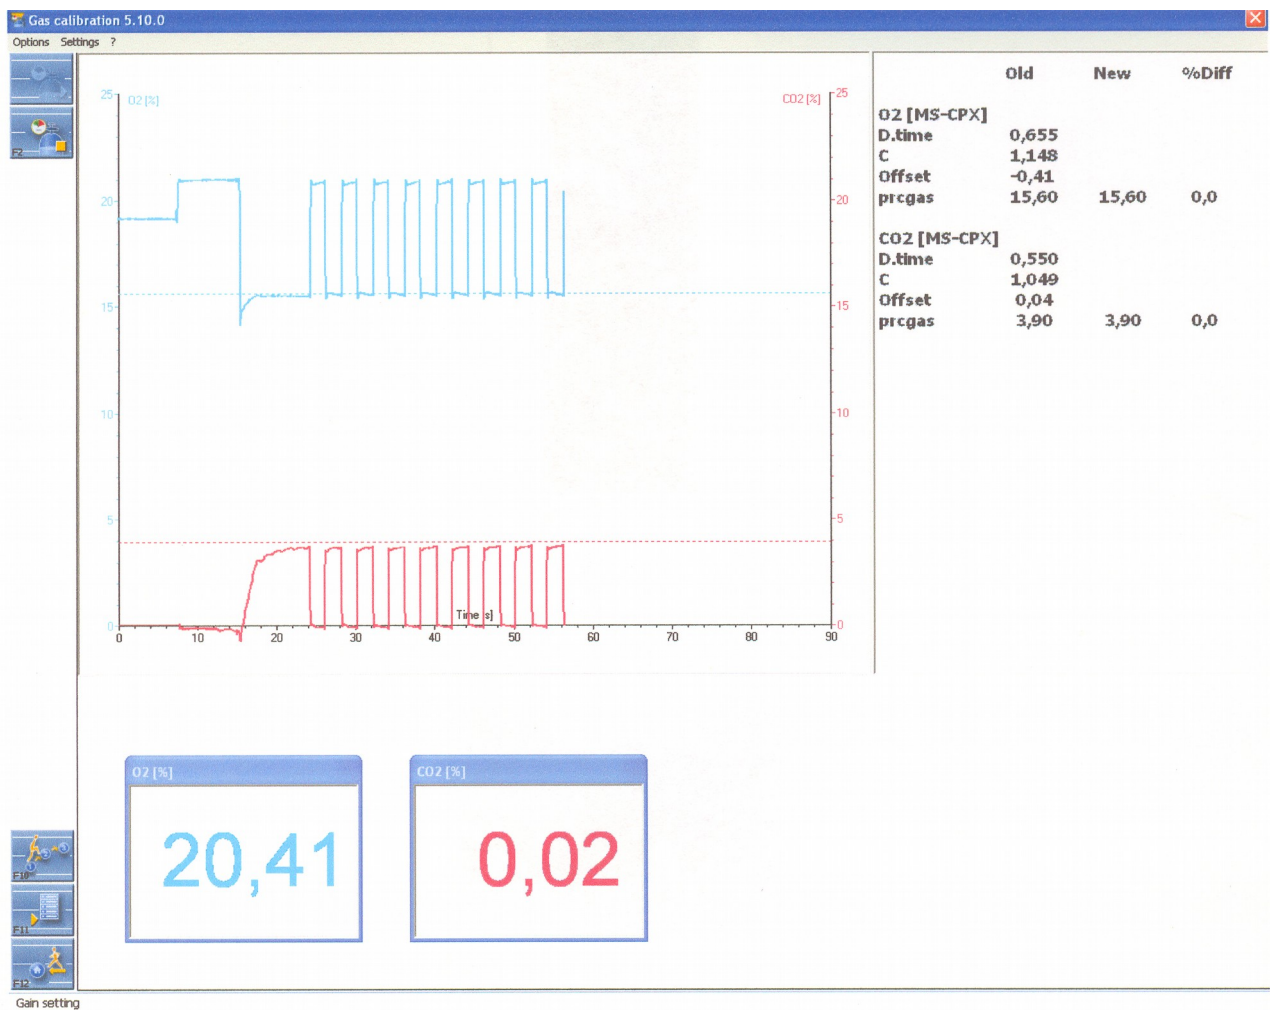 Gas calibration 5.10.0
Options Settings ?
F2
O2 [%]
CO2 [%]
25
20
15
10
5
0
25
20
15
10
5
0
Time [s]
0 10 20 30 40 50 60 70 80 90
Old New %Diff
O2 [MS-CPX]
D.time 0,655
C 1,148
Offset -0,41
prcgas 15,60 15,60 0,0
CO2 [MS-CPX]
D.time 0,550
C 1,049
Offset 0,04
prcgas 3,90 3,90 0,0
O2 [%]
20,41
CO2 [%]
0,02
F10
F11
F12
Gain setting